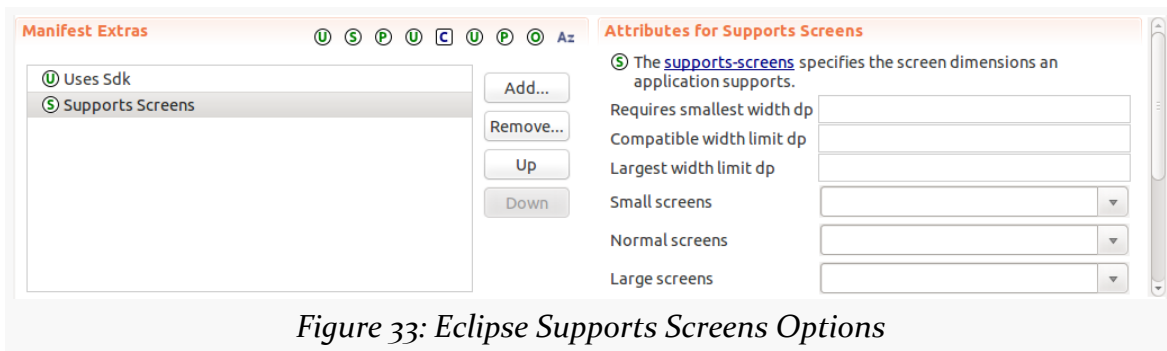 Manifest Extras
U S P U C U P O Az
U Uses Sdk
S Supports Screens
Add...
Remove...
Up
Down
Attributes for Supports Screens
S The supports-screens specifies the screen dimensions an
application supports.
Requires smallest width dp
Compatible width limit dp
Largest width limit dp
Small screens
Normal screens
Large screens
Figure 33: Eclipse Supports Screens Options